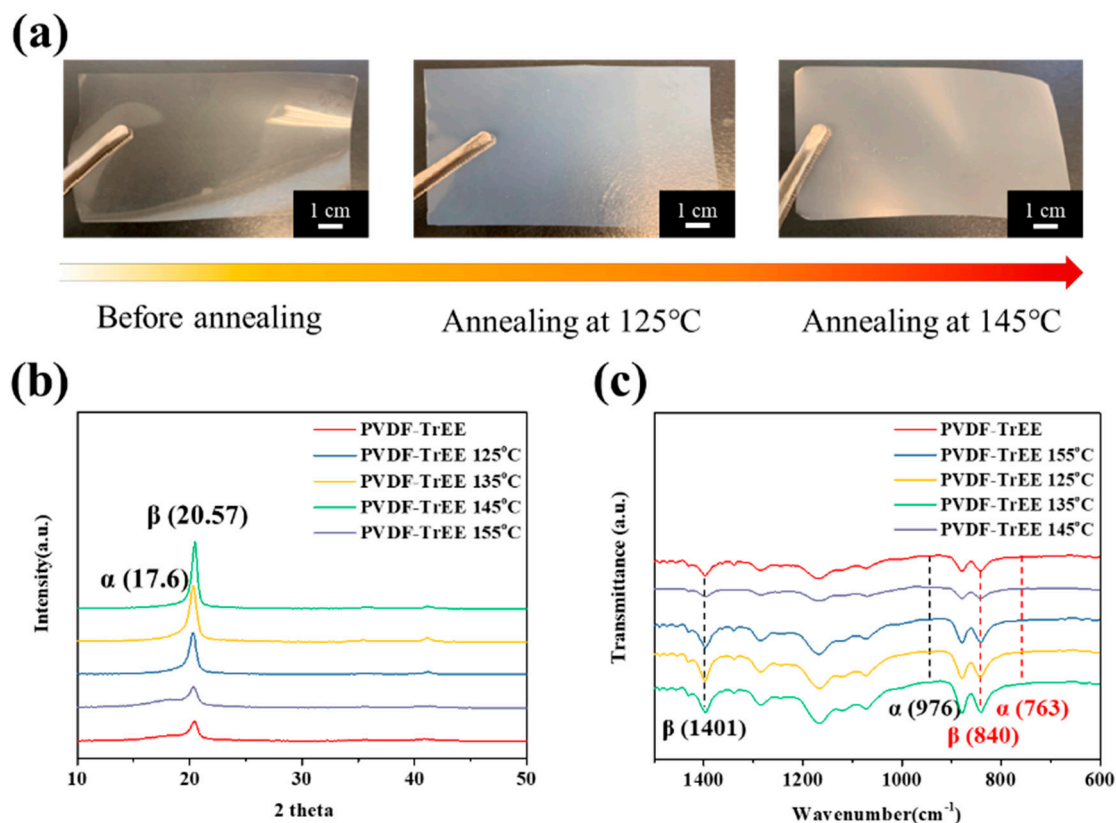 (a)
1 cm
1 cm
1 cm
Before annealing
Annealing at 125°C
Annealing at 145°C
(b)
PVDF-TrEE
PVDF-TrEE 125°C
PVDF-TrEE 135°C
PVDF-TrEE 145°C
PVDF-TrEE 155°C
β (20.57)
α (17.6)
Intensity(a.u.)
10
20
30
40
50
2 theta
(c)
PVDF-TrEE
PVDF-TrEE 155°C
PVDF-TrEE 125°C
PVDF-TrEE 135°C
PVDF-TrEE 145°C
Transmittance (a.u.)
β (1401)
α (976)
α (763)
β (840)
1400
1200
1000
800
600
Wavenumber(cm⁻¹)